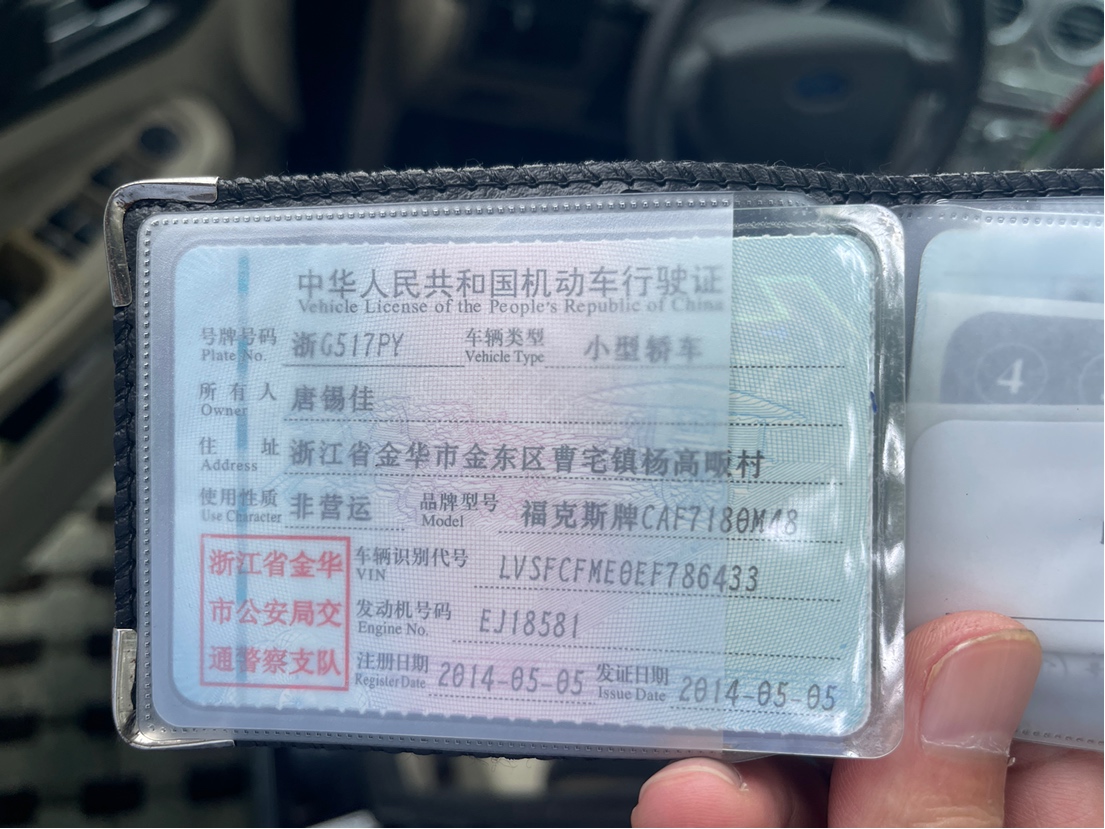 中华人民共和国机动车行驶证
Vehicle License of the People's Republic of China
号牌号码 浙G517PY 车辆类型 小型轿车
Plate No. Vehicle Type
所有人 唐锡佳
Owner
住址 浙江省金华市金东区曹宅镇杨高畈村
Address
使用性质 非营运 品牌型号 福克斯牌CAF7180M48
Use Character Model
浙江省金华 车辆识别代号 LVSFCFME0EF786433
VIN
市公安局交 发动机号码 EJ18581
Engine No.
通警察支队 注册日期 2014-05-05 发证日期 2014-05-05
Register Date Issue Date
4